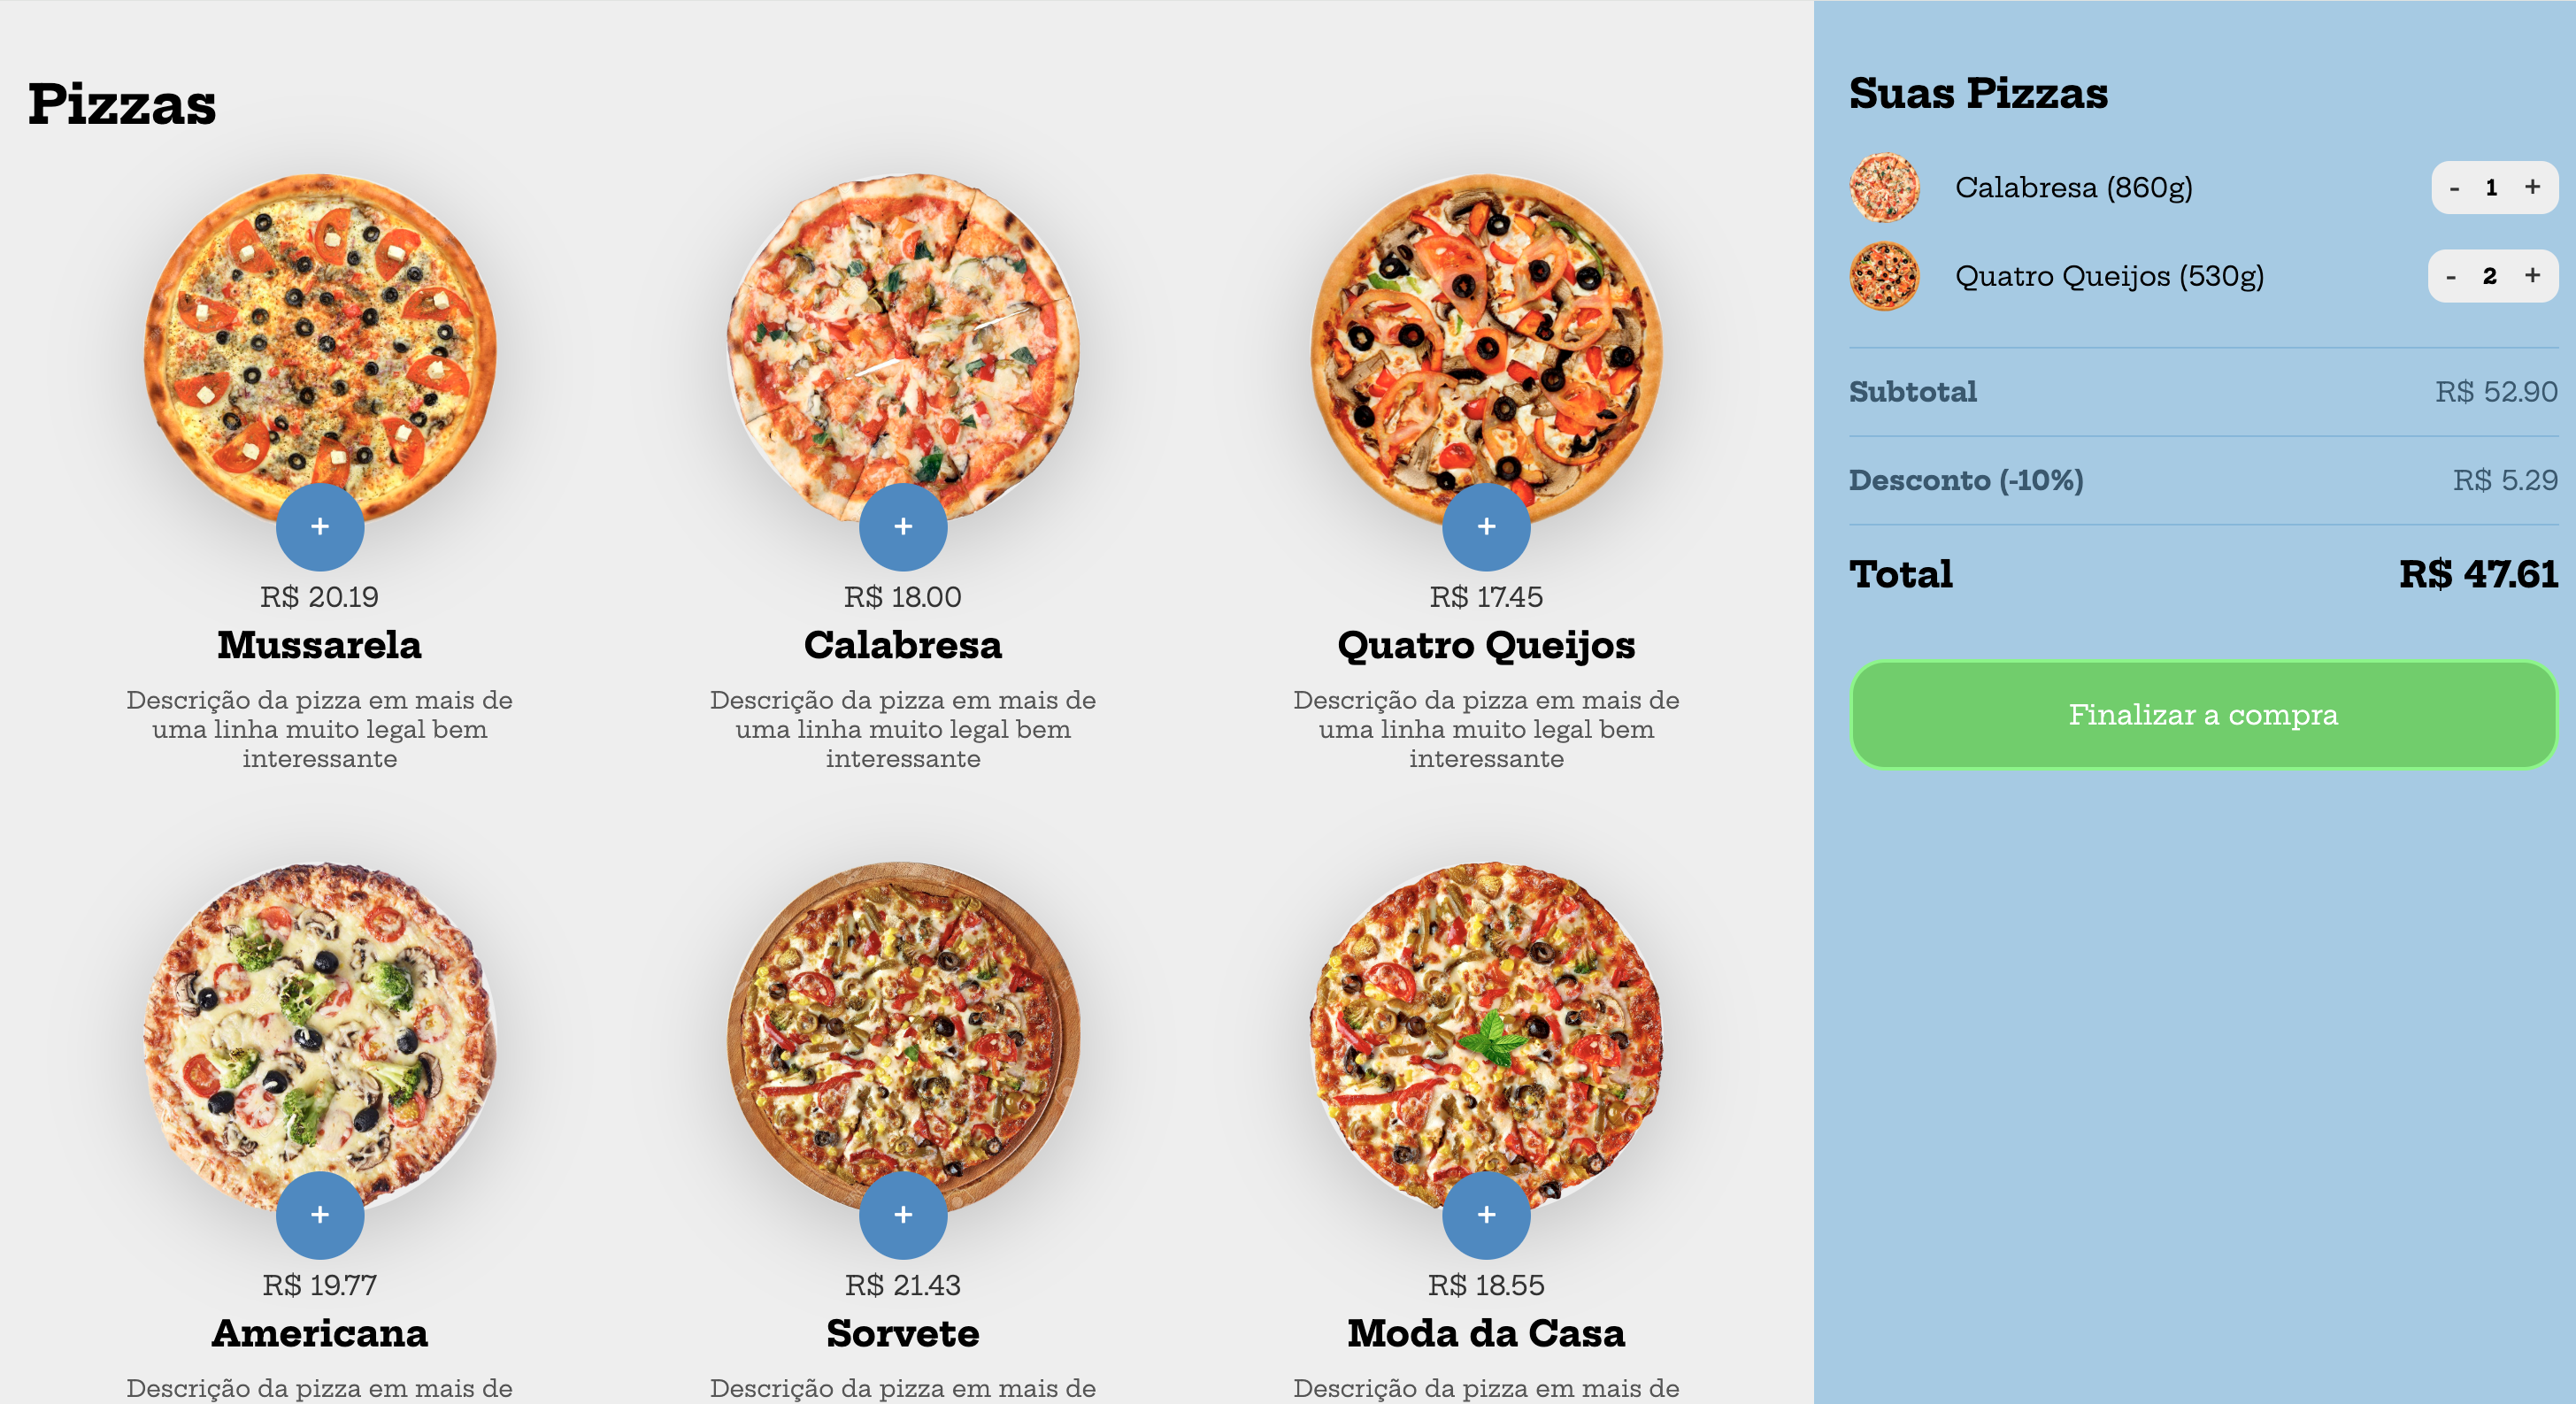 Pizzas
+
R$ 20.19
Mussarela
Descrição da pizza em mais de
uma linha muito legal bem
interessante
+
R$ 18.00
Calabresa
Descrição da pizza em mais de
uma linha muito legal bem
interessante
+
R$ 17.45
Quatro Queijos
Descrição da pizza em mais de
uma linha muito legal bem
interessante
+
R$ 19.77
Americana
Descrição da pizza em mais de
+
R$ 21.43
Sorvete
Descrição da pizza em mais de
+
R$ 18.55
Moda da Casa
Descrição da pizza em mais de
Suas Pizzas
Calabresa (860g) - 1 +
Quatro Queijos (530g) - 2 +
Subtotal R$ 52.90
Desconto (-10%) R$ 5.29
Total R$ 47.61
Finalizar a compra